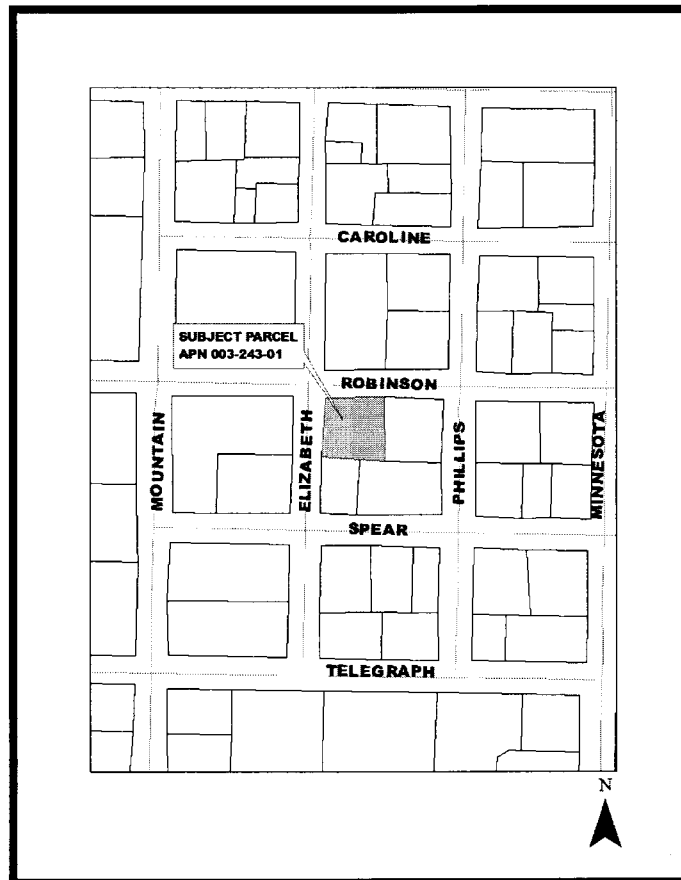 CAROLINE
SUBJECT PARCEL
APN 003-243-01
ROBINSON
MOUNTAIN
ELIZABETH
PHILLIPS
MINNESOTA
SPEAR
TELEGRAPH
N